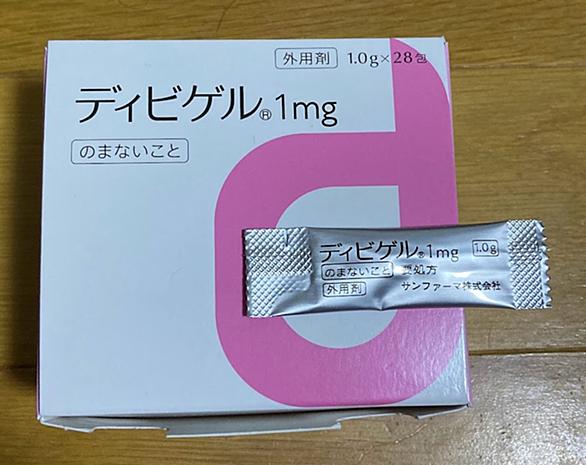 外用剤 1.0g×28包
ディビゲル®1mg
のまないこと
ディビゲル®1mg 1.0g
のまないこと 要処方
外用剤 サンファーマ株式会社